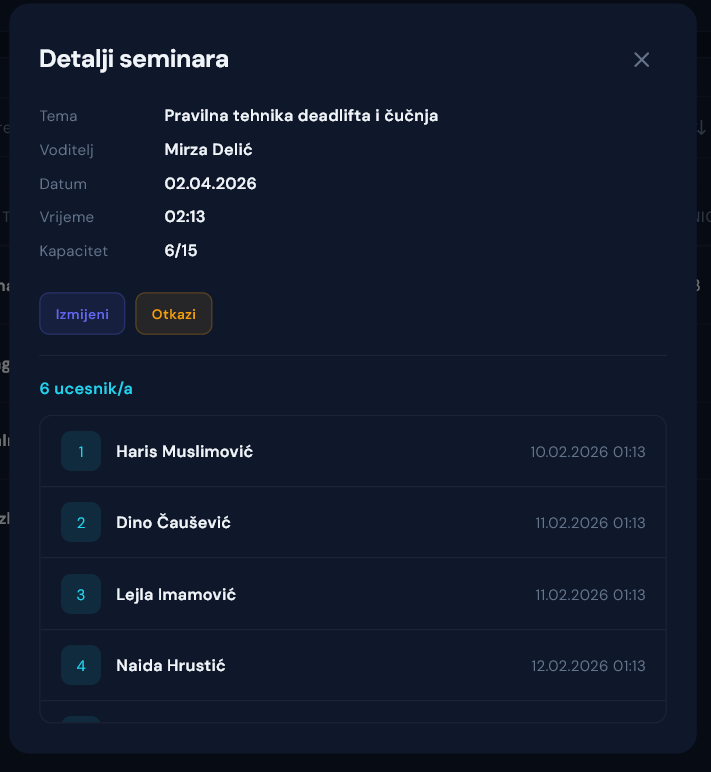 Detalji seminara
Tema Pravilna tehnika deadlifta i čučnja
Voditelj Mirza Delić
Datum 02.04.2026
Vrijeme 02:13
Kapacitet 6/15
Izmijeni Otkazi
6 ucesnik/a
1 Haris Muslimović 10.02.2026 01:13
2 Dino Čaušević 11.02.2026 01:13
3 Lejla Imamović 11.02.2026 01:13
4 Naida Hrustić 12.02.2026 01:13